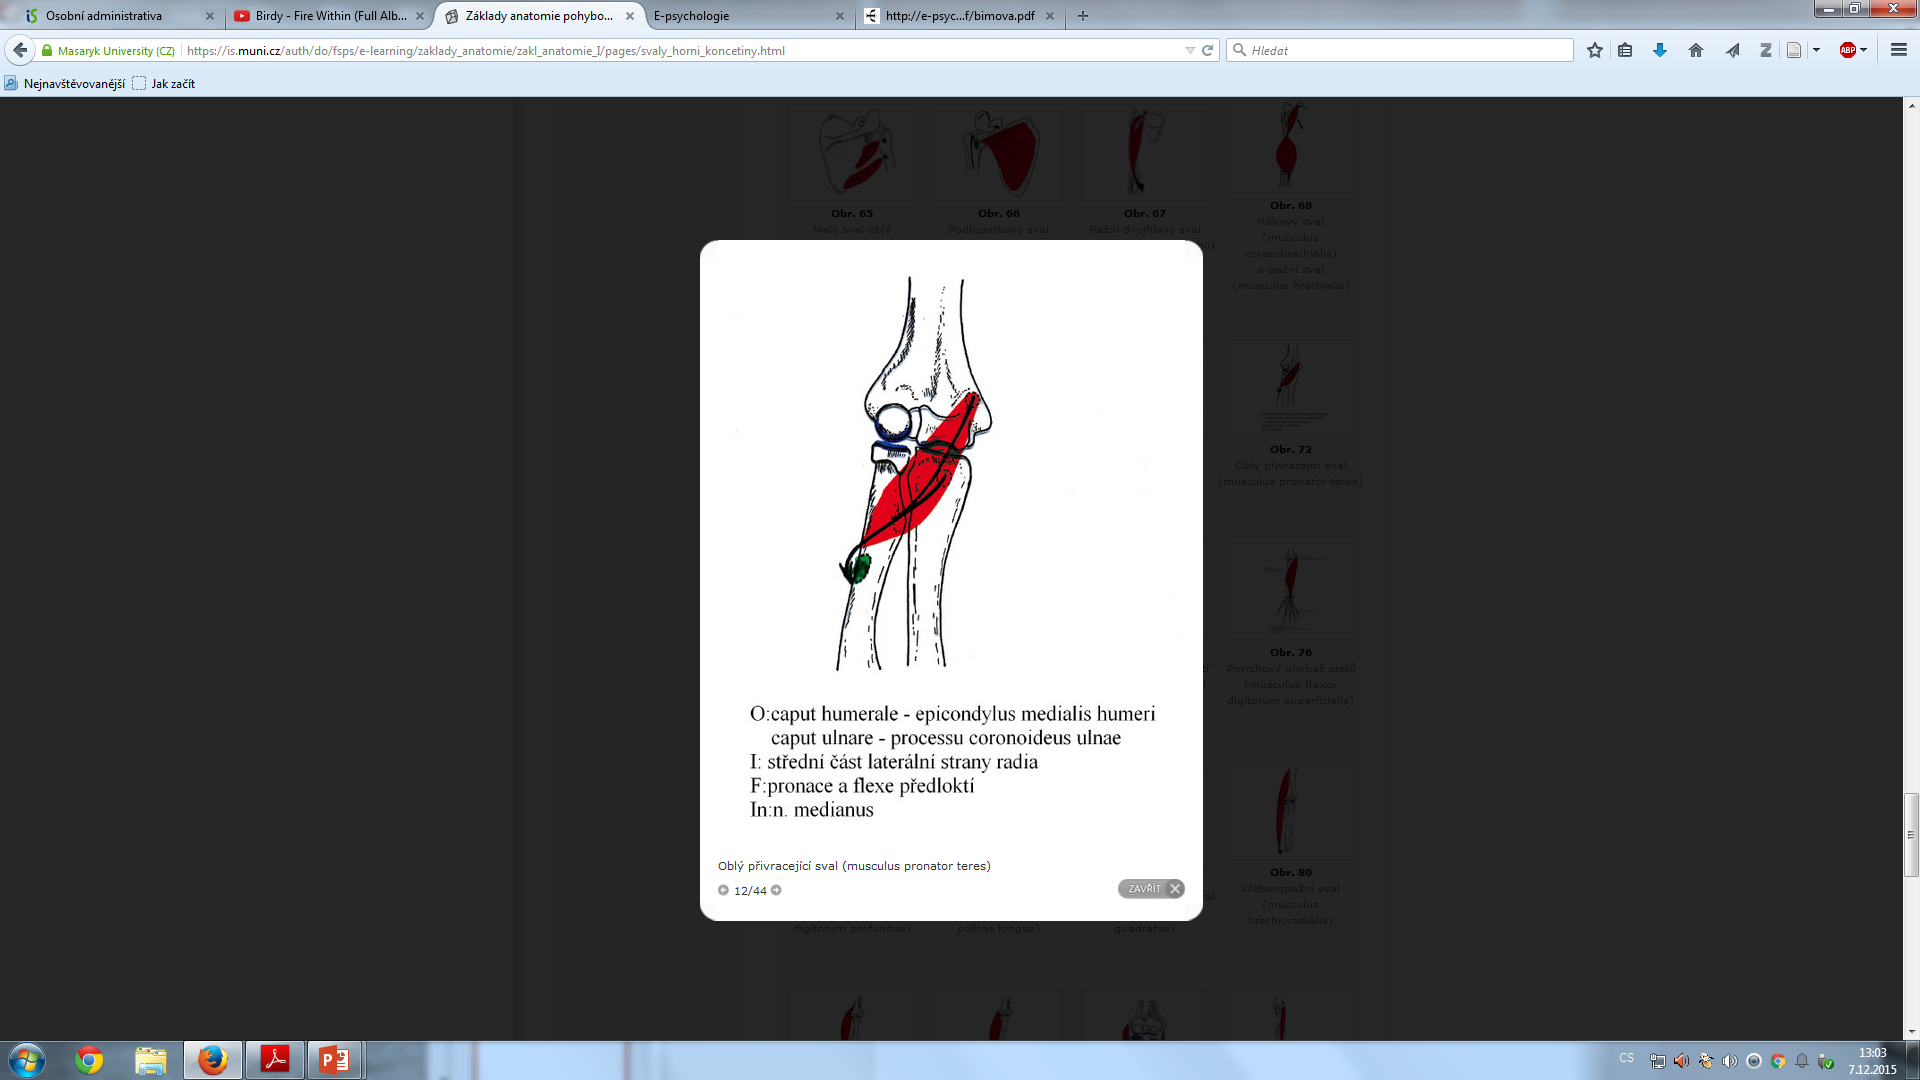 Osobní administrativa
Birdy - Fire Within (Full Alb...
Základy anatomie pohybo...
E-psychologie
http://e-psyc...f/bimova.pdf
Masaryk University (CZ)
https://is.muni.cz/auth/do/fsps/e-learning/zaklady_anatomie/zakl_anatomie_I/pages/svaly_horni_koncetiny.html
Hledat
ABP
Nejnavštěvovanější
Jak začít
Obr. 65
Malý sval oblý
Obr. 66
Podlopatkový sval
Obr. 67
Pažní dvojhlavý sval
Obr. 68
Hákový sval
(musculus
coracobrachialis)
a pažní sval
(musculus brachialis)
Obr. 72
Oblý přivracející sval
(musculus pronator teres)
Obr. 76
Povrchový ohybač prstů
(musculus flexor
digitorum superficialis)
Obr. 80
Vřetenopažní sval
(musculus
brachioradialis)
digitorum profundus)
pollicis longus)
quadratus)
O:caput humerale - epicondylus medialis humeri
caput ulnare - processu coronoideus ulnae
I: střední část laterální strany radia
F:pronace a flexe předloktí
In:n. medianus
Oblý přivracející sval (musculus pronator teres)
12/44
ZAVŘÍT
CS
13:03
7.12.2015